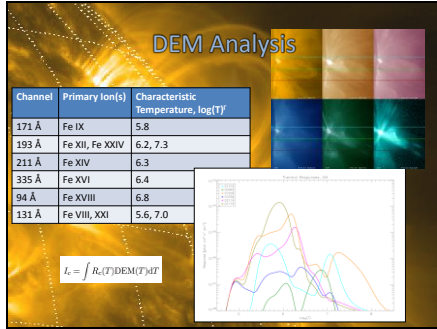 DEM Analysis
Channel Primary Ion(s) Characteristic
Temperature, log(T)^r
171 Å Fe IX 5.8
193 Å Fe XII, Fe XXIV 6.2, 7.3
211 Å Fe XIV 6.3
335 Å Fe XVI 6.4
94 Å Fe XVIII 6.8
131 Å Fe VIII, XXI 5.6, 7.0
I_c = ∫ R_c(T)DEM(T)dT